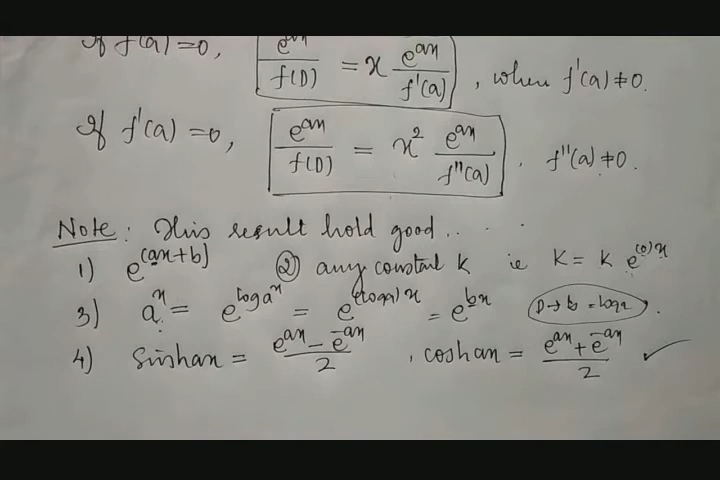 If f(a) = 0, e^{ax}/f(D) = x e^{ax}/f'(a), when f'(a) ≠ 0.
If f'(a) = 0, e^{ax}/f(D) = x² e^{ax}/f''(a). f''(a) ≠ 0.
Note: This result hold good . . . .
1) e^{(ax+b)} ② any constant k ie K = K e^{(0)x}
3) a^x = e^{log a^x} = e^{(log a) x} = e^{bx} D → b = log a.
4) Sinhax = (e^{ax} - e^{-ax})/2, coshax = (e^{ax} + e^{-ax})/2 ✓